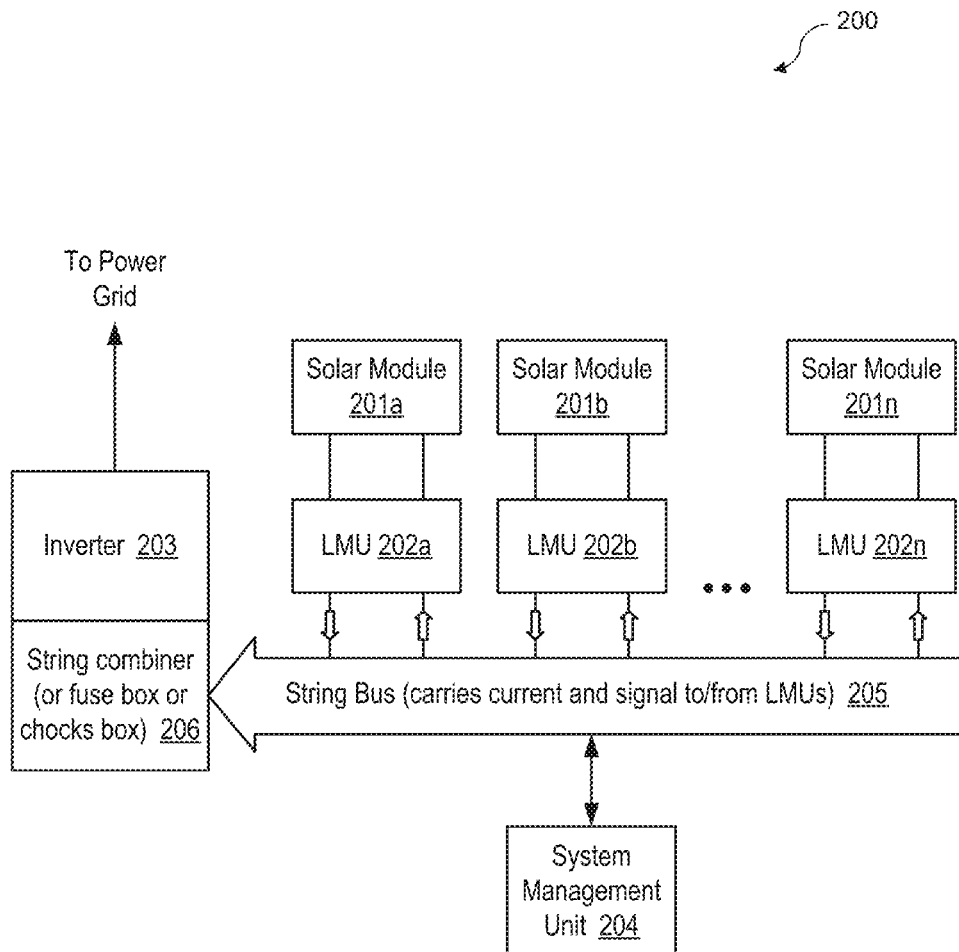 200
To Power
Grid
Solar Module
201a
Solar Module
201b
Solar Module
201n
Inverter 203
LMU 202a
LMU 202b
LMU 202n
String combiner
(or fuse box or
chocks box) 206
String Bus (carries current and signal to/from LMUs) 205
System
Management
Unit 204